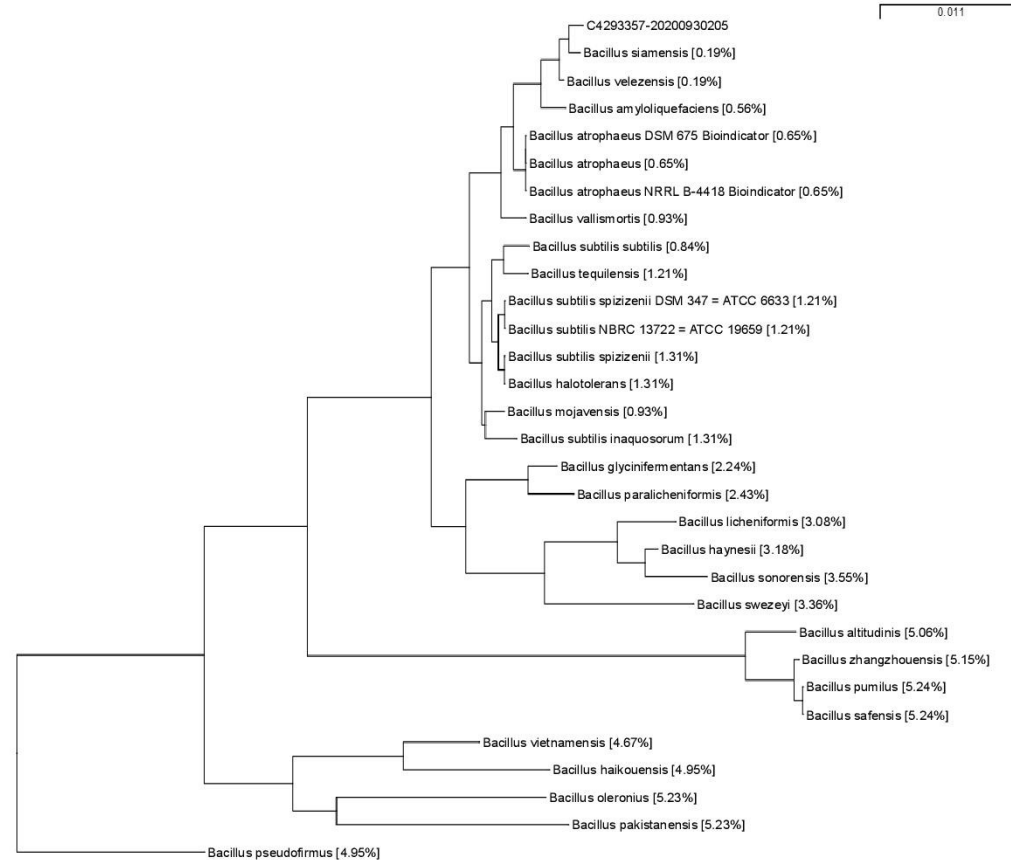 0.011
C4293357-20200930205
Bacillus siamensis [0.19%]
Bacillus velezensis [0.19%]
Bacillus amyloliquefaciens [0.56%]
Bacillus atrophaeus DSM 675 Bioindicator [0.65%]
Bacillus atrophaeus [0.65%]
Bacillus atrophaeus NRRL B-4418 Bioindicator [0.65%]
Bacillus vallismortis [0.93%]
Bacillus subtilis subtilis [0.84%]
Bacillus tequilensis [1.21%]
Bacillus subtilis spizizenii DSM 347 = ATCC 6633 [1.21%]
Bacillus subtilis NBRC 13722 = ATCC 19659 [1.21%]
Bacillus subtilis spizizenii [1.31%]
Bacillus halotolerans [1.31%]
Bacillus mojavensis [0.93%]
Bacillus subtilis inaquosorum [1.31%]
Bacillus glycinifermentans [2.24%]
Bacillus paralicheniformis [2.43%]
Bacillus licheniformis [3.08%]
Bacillus haynesii [3.18%]
Bacillus sonorensis [3.55%]
Bacillus swezeyi [3.36%]
Bacillus altitudinis [5.06%]
Bacillus zhangzhouensis [5.15%]
Bacillus pumilus [5.24%]
Bacillus safensis [5.24%]
Bacillus vietnamensis [4.67%]
Bacillus haikouensis [4.95%]
Bacillus oleronius [5.23%]
Bacillus pakistanensis [5.23%]
Bacillus pseudofirmus [4.95%]